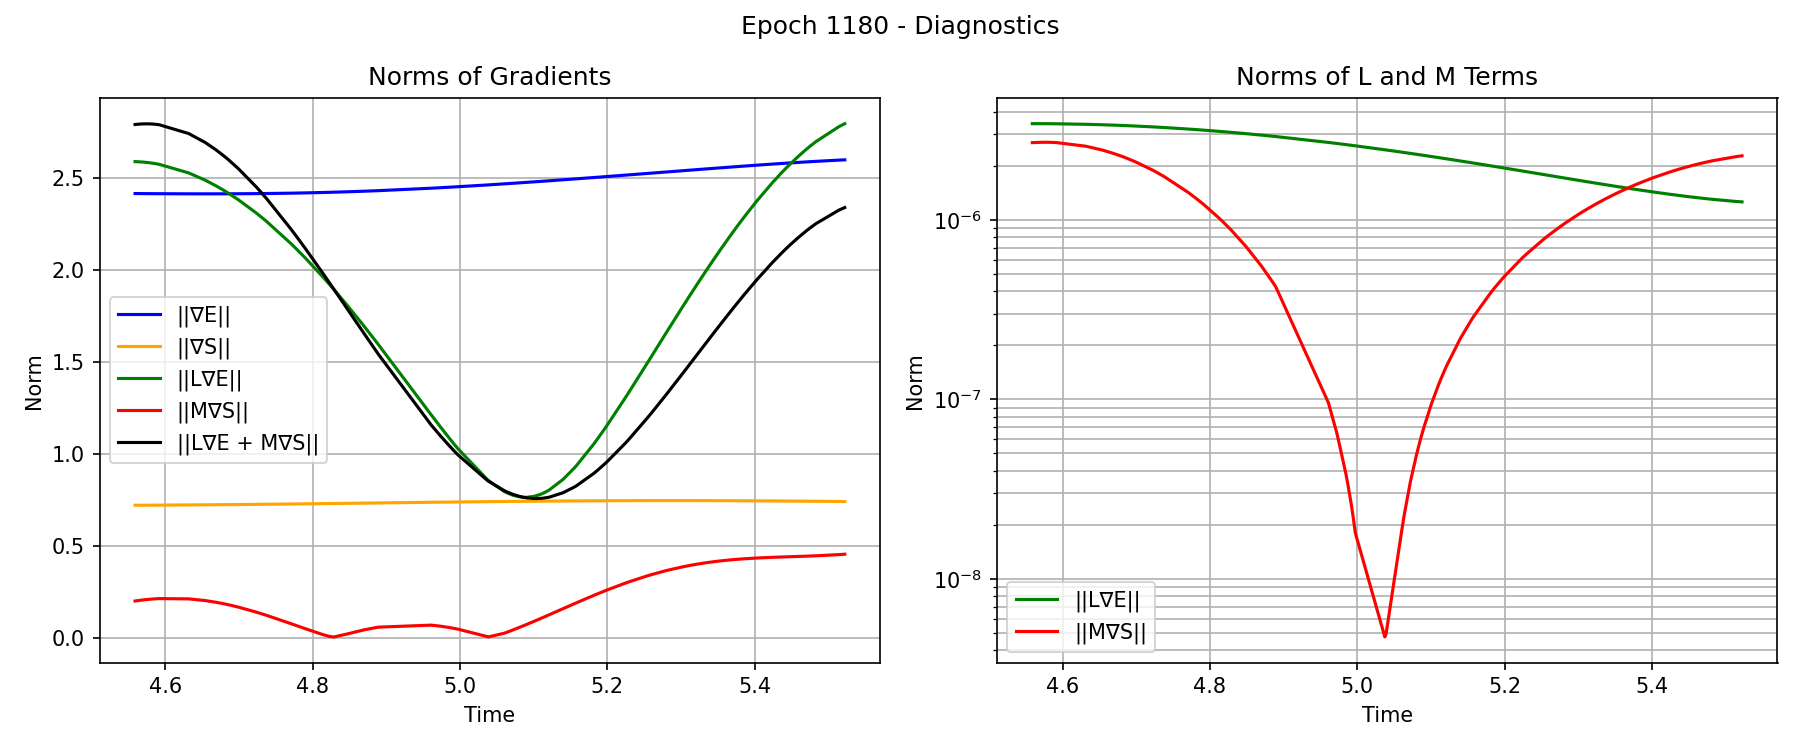 Epoch 1180 - Diagnostics
Norms of Gradients
Norm
2.5
2.0
1.5
1.0
0.5
0.0
||∇E||
||∇S||
||L∇E||
||M∇S||
||L∇E + M∇S||
4.6 4.8 5.0 5.2 5.4
Time
Norms of L and M Terms
Norm
10⁻⁶
10⁻⁷
10⁻⁸
||L∇E||
||M∇S||
4.6 4.8 5.0 5.2 5.4
Time